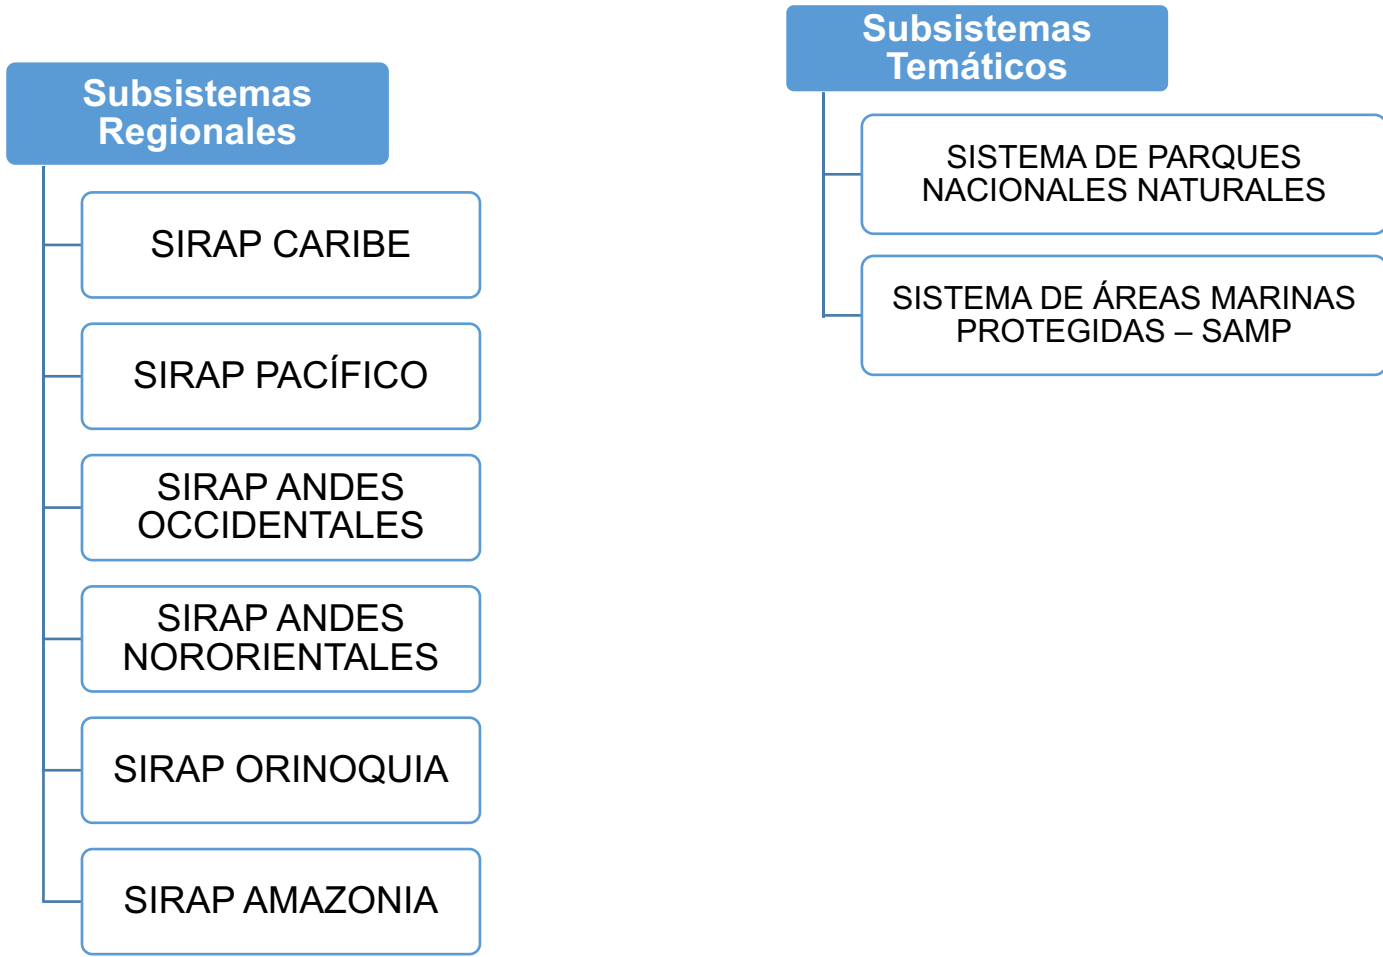 Subsistemas
Regionales
SIRAP CARIBE
SIRAP PACÍFICO
SIRAP ANDES
OCCIDENTALES
SIRAP ANDES
NORORIENTALES
SIRAP ORINOQUIA
SIRAP AMAZONIA
Subsistemas
Temáticos
SISTEMA DE PARQUES
NACIONALES NATURALES
SISTEMA DE ÁREAS MARINAS
PROTEGIDAS – SAMP